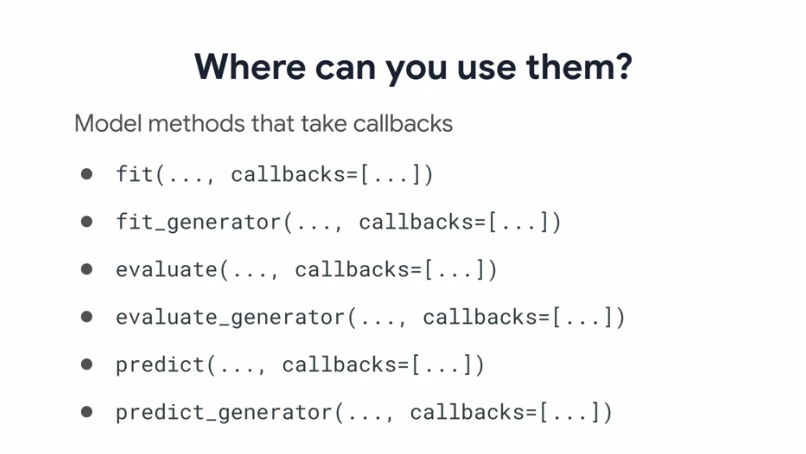 Where can you use them?
Model methods that take callbacks
● fit(..., callbacks=[...])
● fit_generator(..., callbacks=[...])
● evaluate(..., callbacks=[...])
● evaluate_generator(..., callbacks=[...])
● predict(..., callbacks=[...])
● predict_generator(..., callbacks=[...])